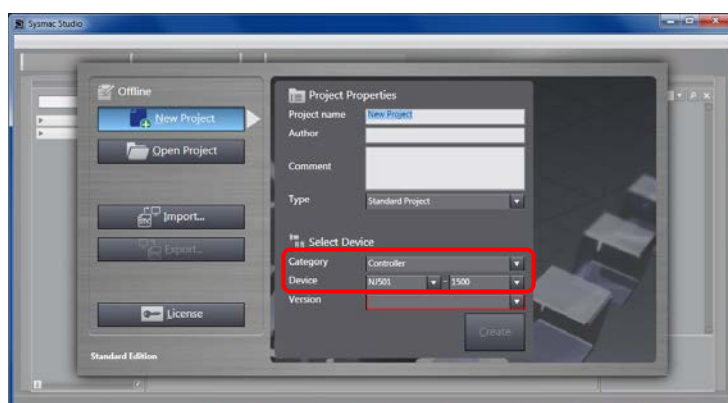 Sysmac Studio
Offline
New Project
Open Project
Import...
Export...
License
Standard Edition
Project Properties
Project name New Project
Author
Comment
Type Standard Project
Select Device
Category Controller
Device NJ501 - 1500
Version
Create